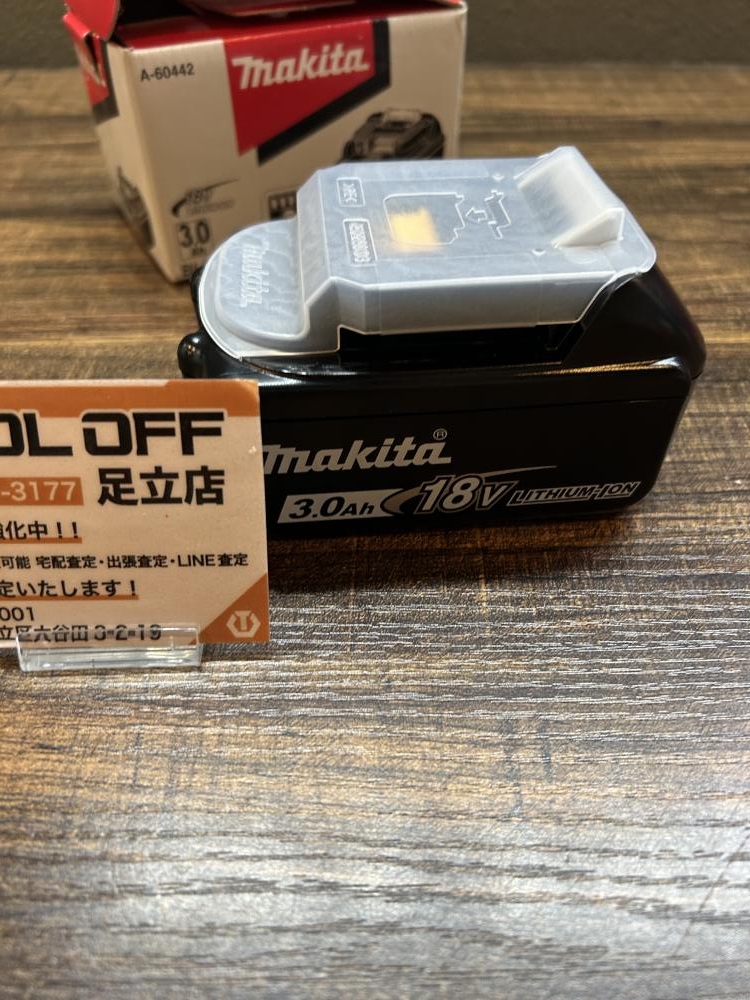 A-60442
makita
18V
3.0
Ah
makita
makita®
3.0Ah 18V LITHIUM-ION
OL OFF
-3177 足立店
強化中!!
可能 宅配査定・出張査定・LINE査定
定いたします!
001
立区六谷田 3-2-19